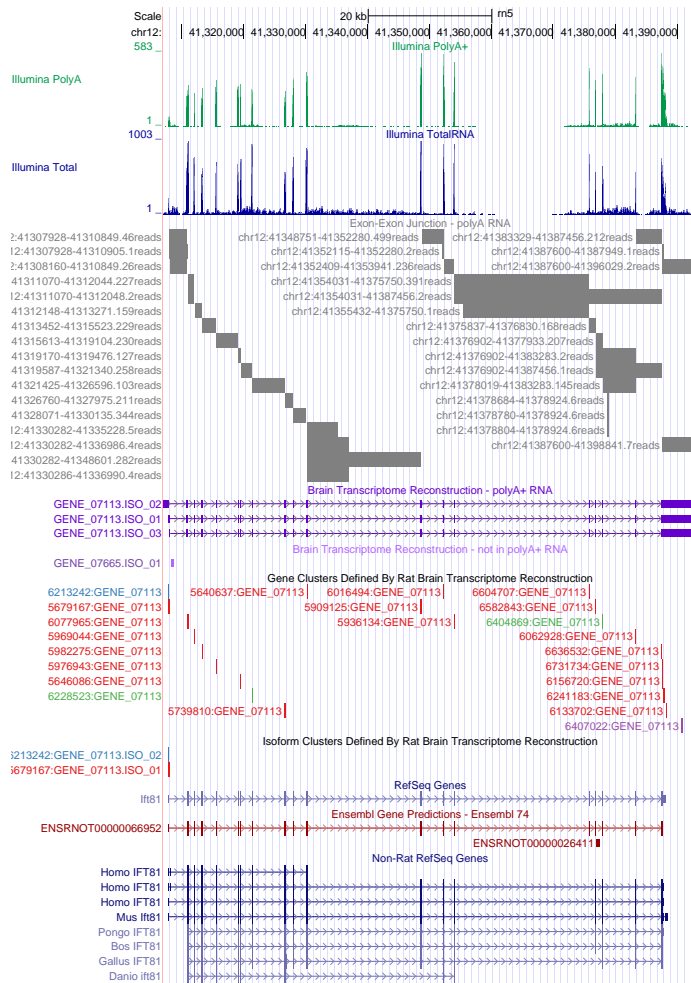 Scale 20 kb rn5
chr12: 41,320,000 41,330,000 41,340,000 41,350,000 41,360,000 41,370,000 41,380,000 41,390,000
583 Illumina PolyA+
Illumina PolyA
1
1003 Illumina TotalRNA
Illumina Total
1
Exon-Exon Junction - polyA RNA
2:41307928-41310849.46reads chr12:41348751-41352280.499reads chr12:41383329-41387456.212reads
12:41307928-41310905.1reads chr12:41352115-41352280.2reads chr12:41387600-41387949.1reads
2:41308160-41310849.26reads chr12:41352409-41353941.236reads chr12:41387600-41396029.2reads
41311070-41312044.227reads chr12:41354031-41375750.391reads
12:41311070-41312048.2reads chr12:41354031-41387456.2reads
41312148-41313271.159reads chr12:41355432-41375750.1reads
41313452-41315523.229reads chr12:41375837-41376830.168reads
41315613-41319104.230reads chr12:41376902-41377933.207reads
41319170-41319476.127reads chr12:41376902-41383283.2reads
41319587-41321340.258reads chr12:41376902-41387456.1reads
41321425-41326596.103reads chr12:41378019-41383283.145reads
41326760-41327975.211reads chr12:41378684-41378924.6reads
41328071-41330135.344reads chr12:41378780-41378924.6reads
12:41330282-41335228.5reads chr12:41378804-41378924.6reads
12:41330282-41336986.4reads chr12:41387600-41398841.7reads
41330282-41348601.282reads
12:41330286-41336990.4reads
Brain Transcriptome Reconstruction - polyA+ RNA
GENE_07113.ISO_02
GENE_07113.ISO_01
GENE_07113.ISO_03
Brain Transcriptome Reconstruction - not in polyA+ RNA
GENE_07665.ISO_01
Gene Clusters Defined By Rat Brain Transcriptome Reconstruction
6213242:GENE_07113 5640637:GENE_07113 6016494:GENE_07113 6604707:GENE_07113
5679167:GENE_07113 5909125:GENE_07113 6582843:GENE_07113
6077965:GENE_07113 5936134:GENE_07113 6404869:GENE_07113
5969044:GENE_07113 6062928:GENE_07113
5982275:GENE_07113 6636532:GENE_07113
5976943:GENE_07113 6731734:GENE_07113
5646086:GENE_07113 6156720:GENE_07113
6228523:GENE_07113 6241183:GENE_07113
5739810:GENE_07113 6133702:GENE_07113
6407022:GENE_07113
Isoform Clusters Defined By Rat Brain Transcriptome Reconstruction
6213242:GENE_07113.ISO_02
5679167:GENE_07113.ISO_01
RefSeq Genes
Ift81
Ensembl Gene Predictions - Ensembl 74
ENSRNOT00000066952
ENSRNOT00000026411
Non-Rat RefSeq Genes
Homo IFT81
Homo IFT81
Homo IFT81
Mus Ift81
Pongo IFT81
Bos IFT81
Gallus IFT81
Danio ift81